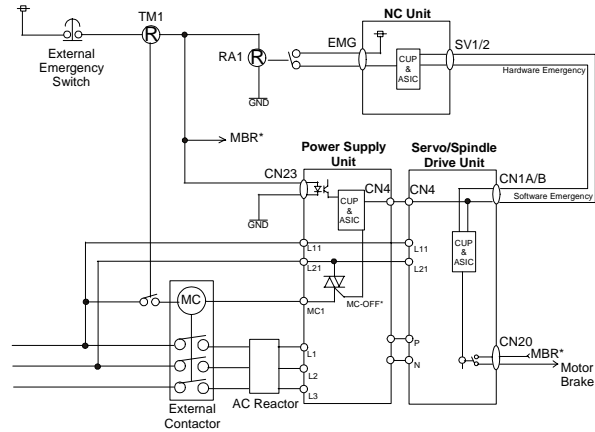 TM1
R
External
Emergency
Switch
RA1
R
GND
EMG
NC Unit
CUP
&
ASIC
SV1/2
Hardware Emergency
MBR*
Power Supply
Unit
Servo/Spindle
Drive Unit
CN23
CN4
CN4
CN1A/B
Software Emergency
CUP
&
ASIC
CUP
&
ASIC
GND
L11
L11
L21
L21
MC
MC1
MC-OFF*
P
N
CN20
MBR*
Motor
Brake
L1
L2
L3
External
Contactor
AC Reactor